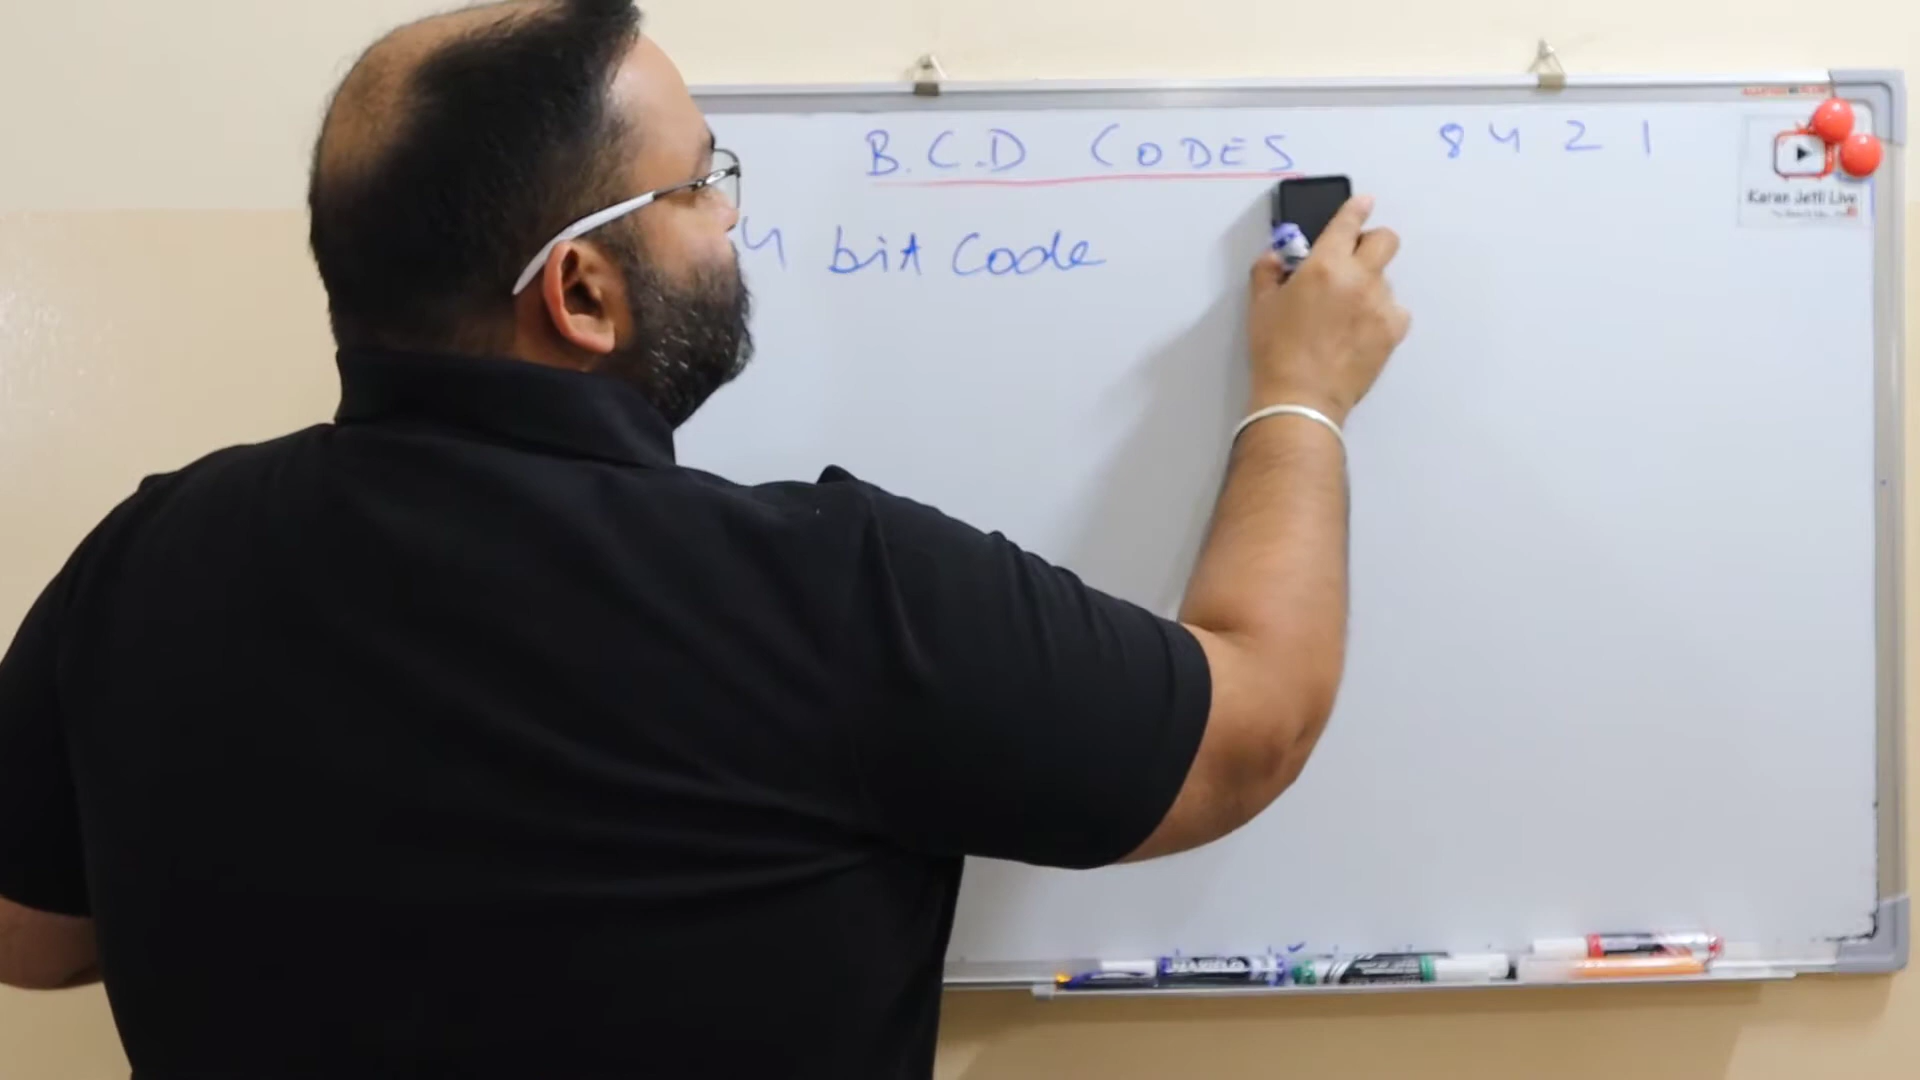 B.C.D CODES 8 4 2 1
4 bit Code
Karan Jetli Live